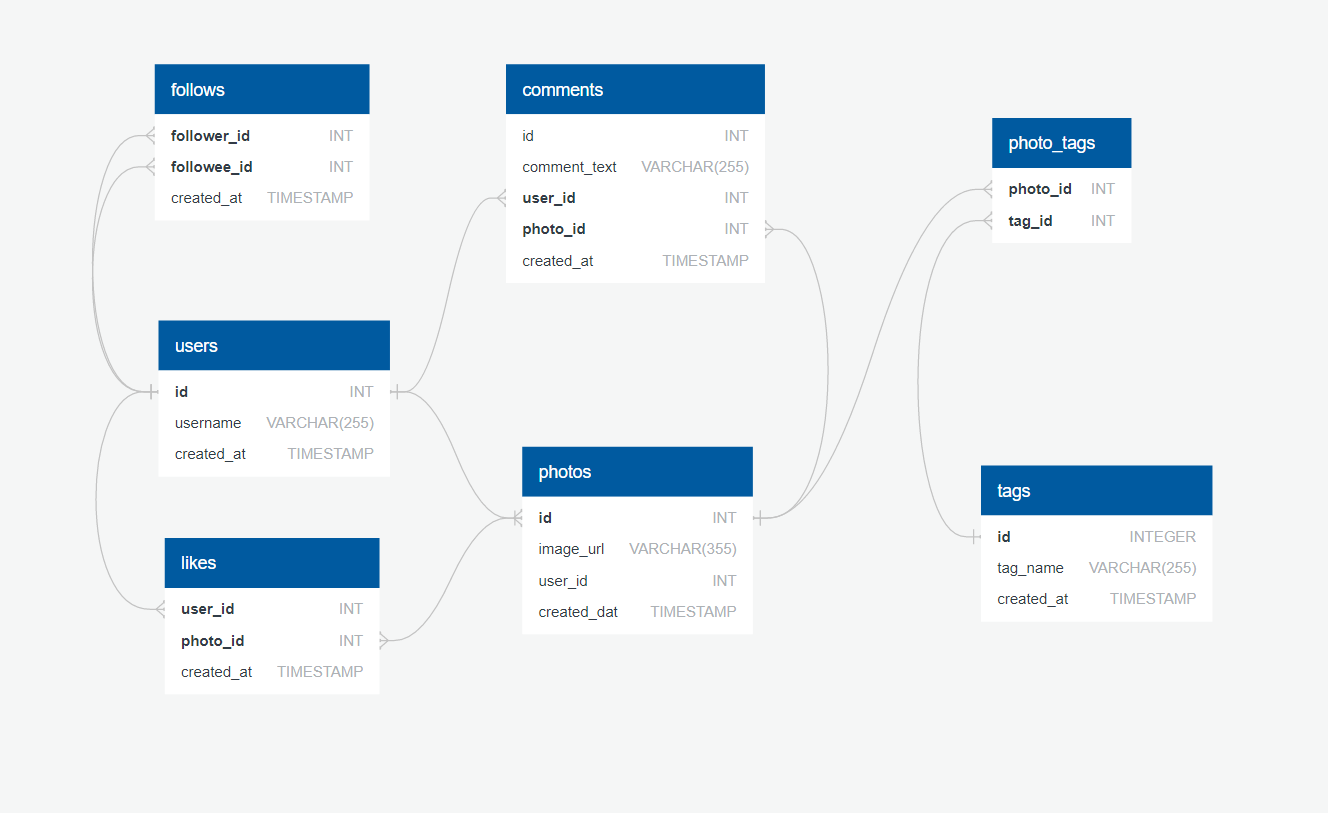 follows
follower_id INT
followee_id INT
created_at TIMESTAMP
comments
id INT
comment_text VARCHAR(255)
user_id INT
photo_id INT
created_at TIMESTAMP
photo_tags
photo_id INT
tag_id INT
users
id INT
username VARCHAR(255)
created_at TIMESTAMP
photos
id INT
image_url VARCHAR(355)
user_id INT
created_dat TIMESTAMP
tags
id INTEGER
tag_name VARCHAR(255)
created_at TIMESTAMP
likes
user_id INT
photo_id INT
created_at TIMESTAMP